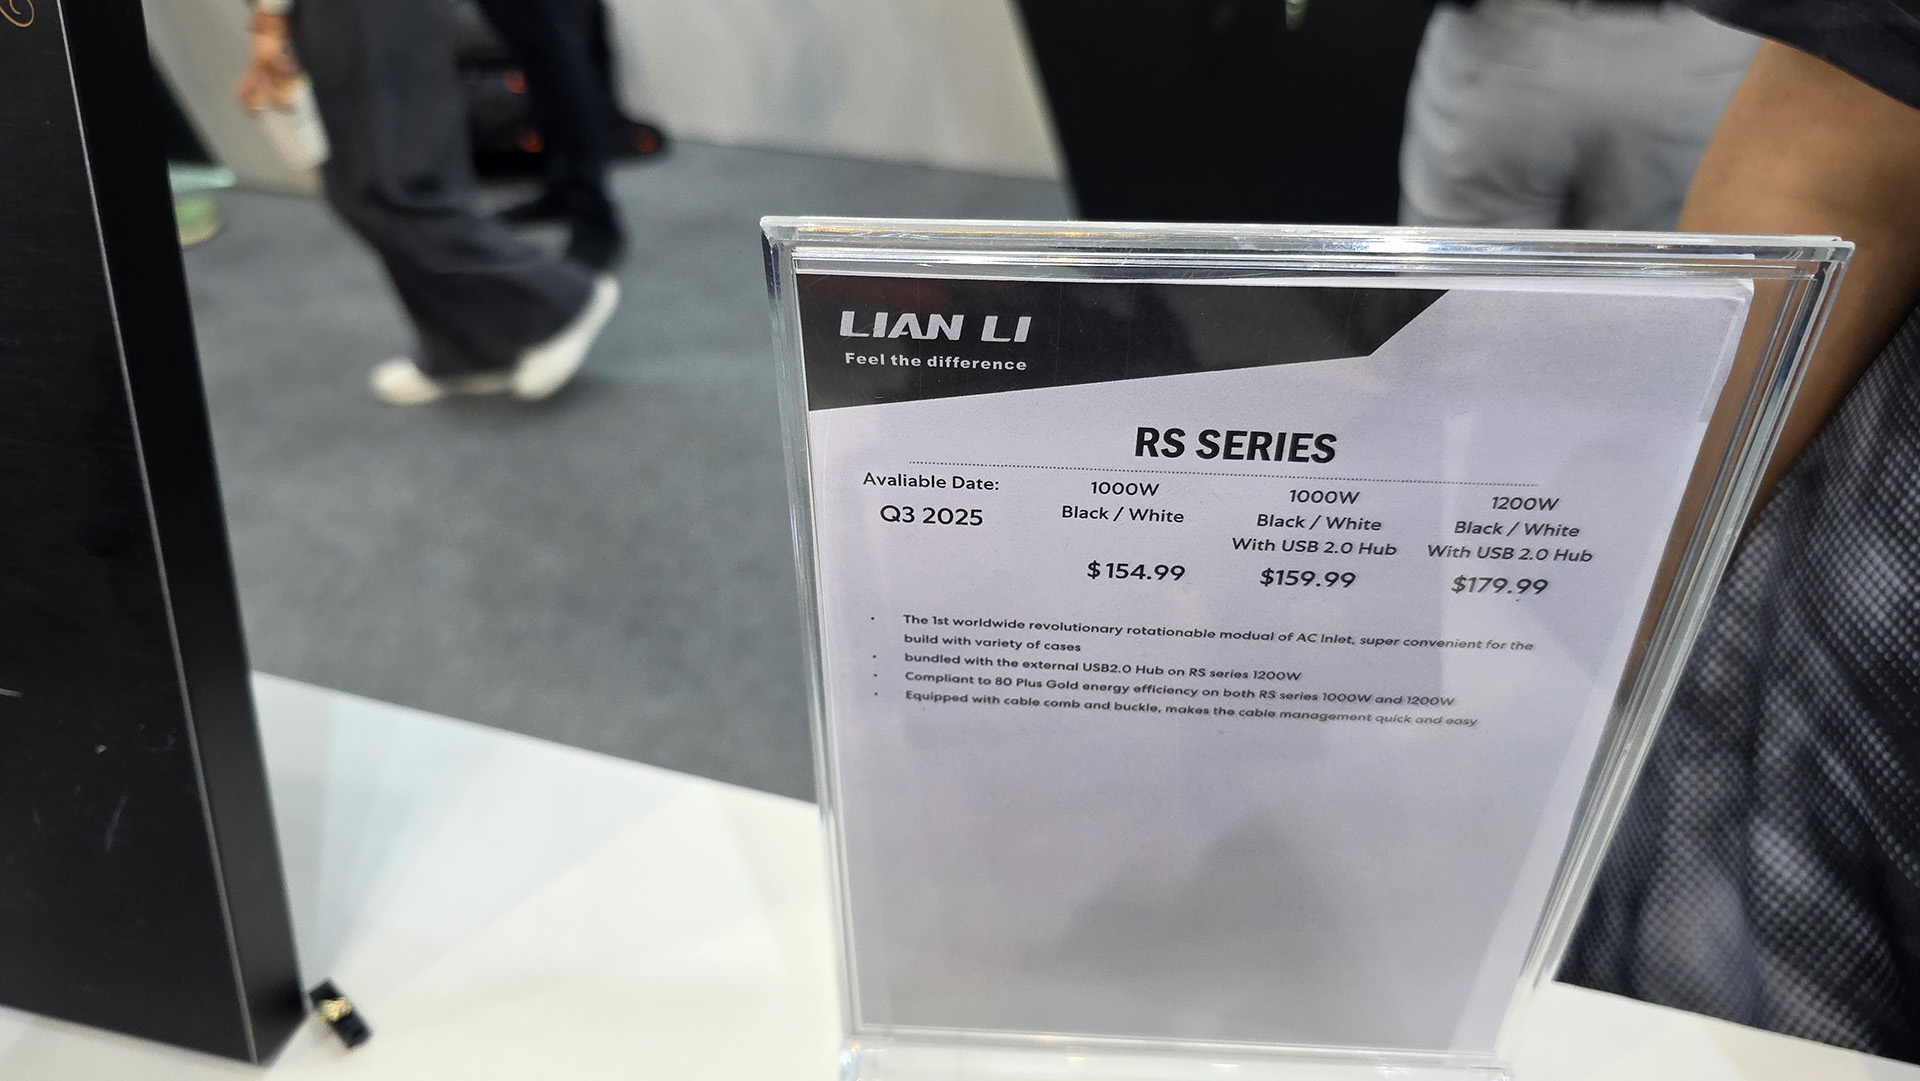 LIAN LI
Feel the difference
RS SERIES
Avaliable Date:
Q3 2025
1000W
Black / White
$154.99
1000W
Black / White
With USB 2.0 Hub
$159.99
1200W
Black / White
With USB 2.0 Hub
$179.99
• The 1st worldwide revolutionary rotationable modual of AC Inlet, super convenient for the
build with variety of cases
• bundled with the external USB2.0 Hub on RS series 1200W
• Compliant to 80 Plus Gold energy efficiency on both RS series 1000W and 1200W
• Equipped with cable comb and buckle, makes the cable management quick and easy